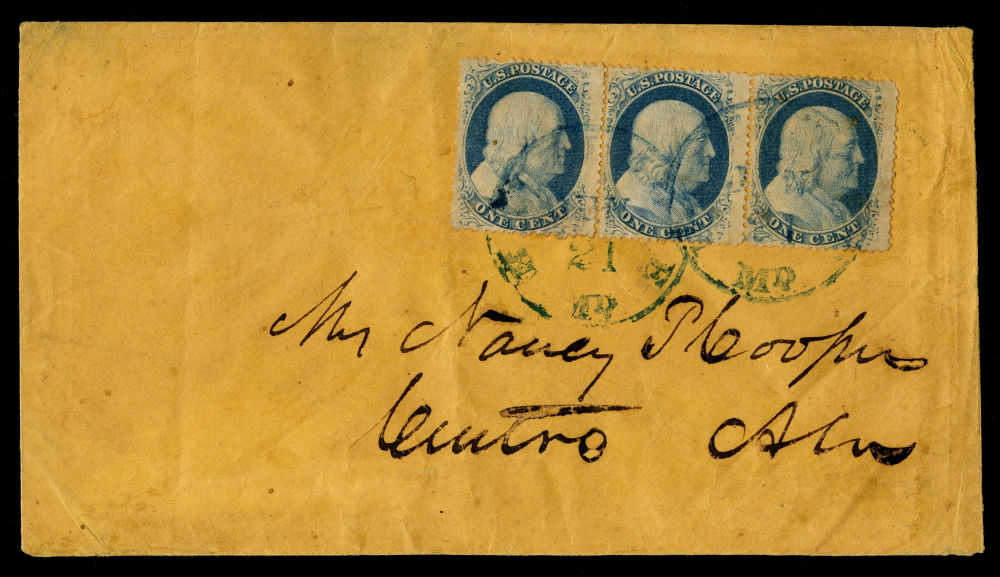 U.S. POSTAGE U.S. POSTAGE U.S. POSTAGE
ONE CENT ONE CENT ONE CENT
21
MR MR
Mrs Nancy P Cooper
Centre Ala